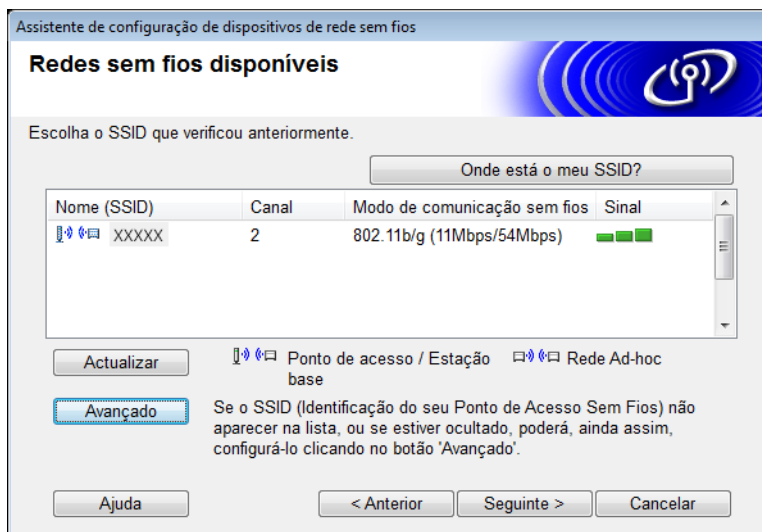 Assistente de configuração de dispositivos de rede sem fios
Redes sem fios disponíveis
Escolha o SSID que verificou anteriormente.
Onde está o meu SSID?
Nome (SSID) Canal Modo de comunicação sem fios Sinal
XXXXX 2 802.11b/g (11Mbps/54Mbps)
Actualizar
Ponto de acesso / Estação base
Rede Ad-hoc
Avançado
Se o SSID (Identificação do seu Ponto de Acesso Sem Fios) não
aparecer na lista, ou se estiver ocultado, poderá, ainda assim,
configurá-lo clicando no botão 'Avançado'.
Ajuda < Anterior Seguinte > Cancelar